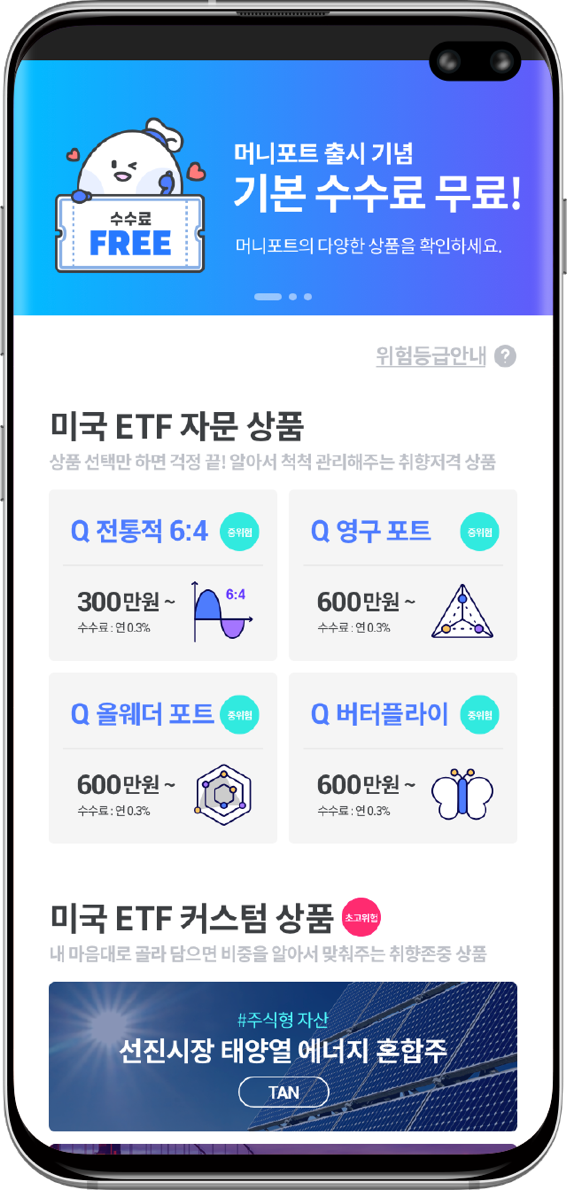 수수료
FREE
머니포트 출시 기념
기본 수수료 무료!
머니포트의 다양한 상품을 확인하세요.
위험등급안내 ?
미국 ETF 자문 상품
상품 선택만 하면 걱정 끝! 알아서 척척 관리해주는 취향저격 상품
Q 전통적 6:4 중위험
300만원 ~
수수료 : 연 0.3%
6:4
Q 영구 포트 중위험
600만원 ~
수수료 : 연 0.3%
Q 올웨더 포트 중위험
600만원 ~
수수료 : 연 0.3%
Q 버터플라이 중위험
600만원 ~
수수료 : 연 0.3%
미국 ETF 커스텀 상품 초고위험
내 마음대로 골라 담으면 비중을 알아서 맞춰주는 취향존중 상품
#주식형 자산
선진시장 태양열 에너지 혼합주
TAN